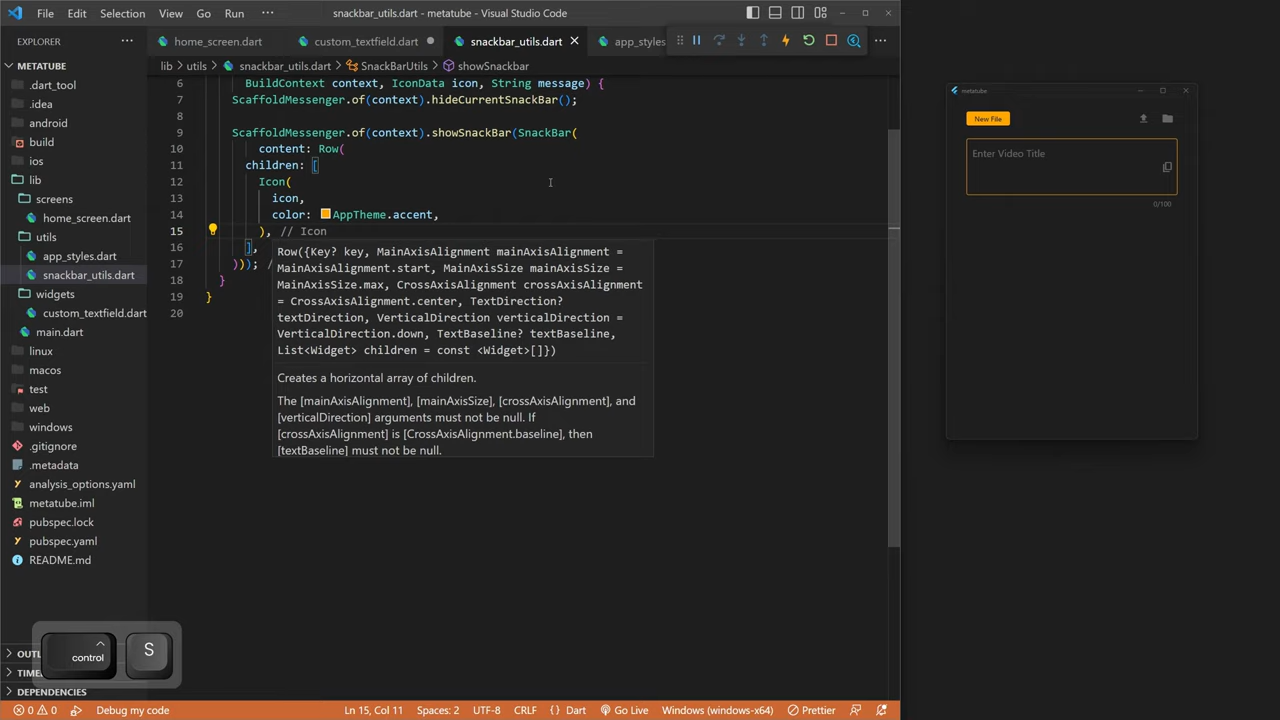 File Edit Selection View Go Run ··· snackbar_utils.dart - metatube - Visual Studio Code
EXPLORER ··· home_screen.dart custom_textfield.dart snackbar_utils.dart app_styles
METATUBE lib > utils > snackbar_utils.dart > SnackBarUtils > showSnackbar
.dart_tool
.idea
android
build
ios
lib
screens
home_screen.dart
utils
app_styles.dart
snackbar_utils.dart
widgets
custom_textfield.dart
main.dart
linux
macos
test
web
windows
.gitignore
.metadata
analysis_options.yaml
metatube.iml
pubspec.lock
pubspec.yaml
README.md
OUTL
TIME
DEPENDENCIES
6 BuildContext context, IconData icon, String message) {
7 ScaffoldMessenger.of(context).hideCurrentSnackBar();
8
9 ScaffoldMessenger.of(context).showSnackBar(SnackBar(
10 content: Row(
11 children: [
12 Icon(
13 icon,
14 color: AppTheme.accent,
15 ), // Icon
16 ],
17 ))); /
18 }
19 }
20
Row({Key? key, MainAxisAlignment mainAxisAlignment =
MainAxisAlignment.start, MainAxisSize mainAxisSize =
MainAxisSize.max, CrossAxisAlignment crossAxisAlignment
= CrossAxisAlignment.center, TextDirection?
textDirection, VerticalDirection verticalDirection =
VerticalDirection.down, TextBaseline? textBaseline,
List<Widget> children = const <Widget>[]})
Creates a horizontal array of children.
The [mainAxisAlignment], [mainAxisSize], [crossAxisAlignment], and
[verticalDirection] arguments must not be null. If
[crossAxisAlignment] is [CrossAxisAlignment.baseline], then
[textBaseline] must not be null.
control S
0 0 Debug my code Ln 15, Col 11 Spaces: 2 UTF-8 CRLF {} Dart Go Live Windows (windows-x64) Prettier
metatube
New File
Enter Video Title
0/100